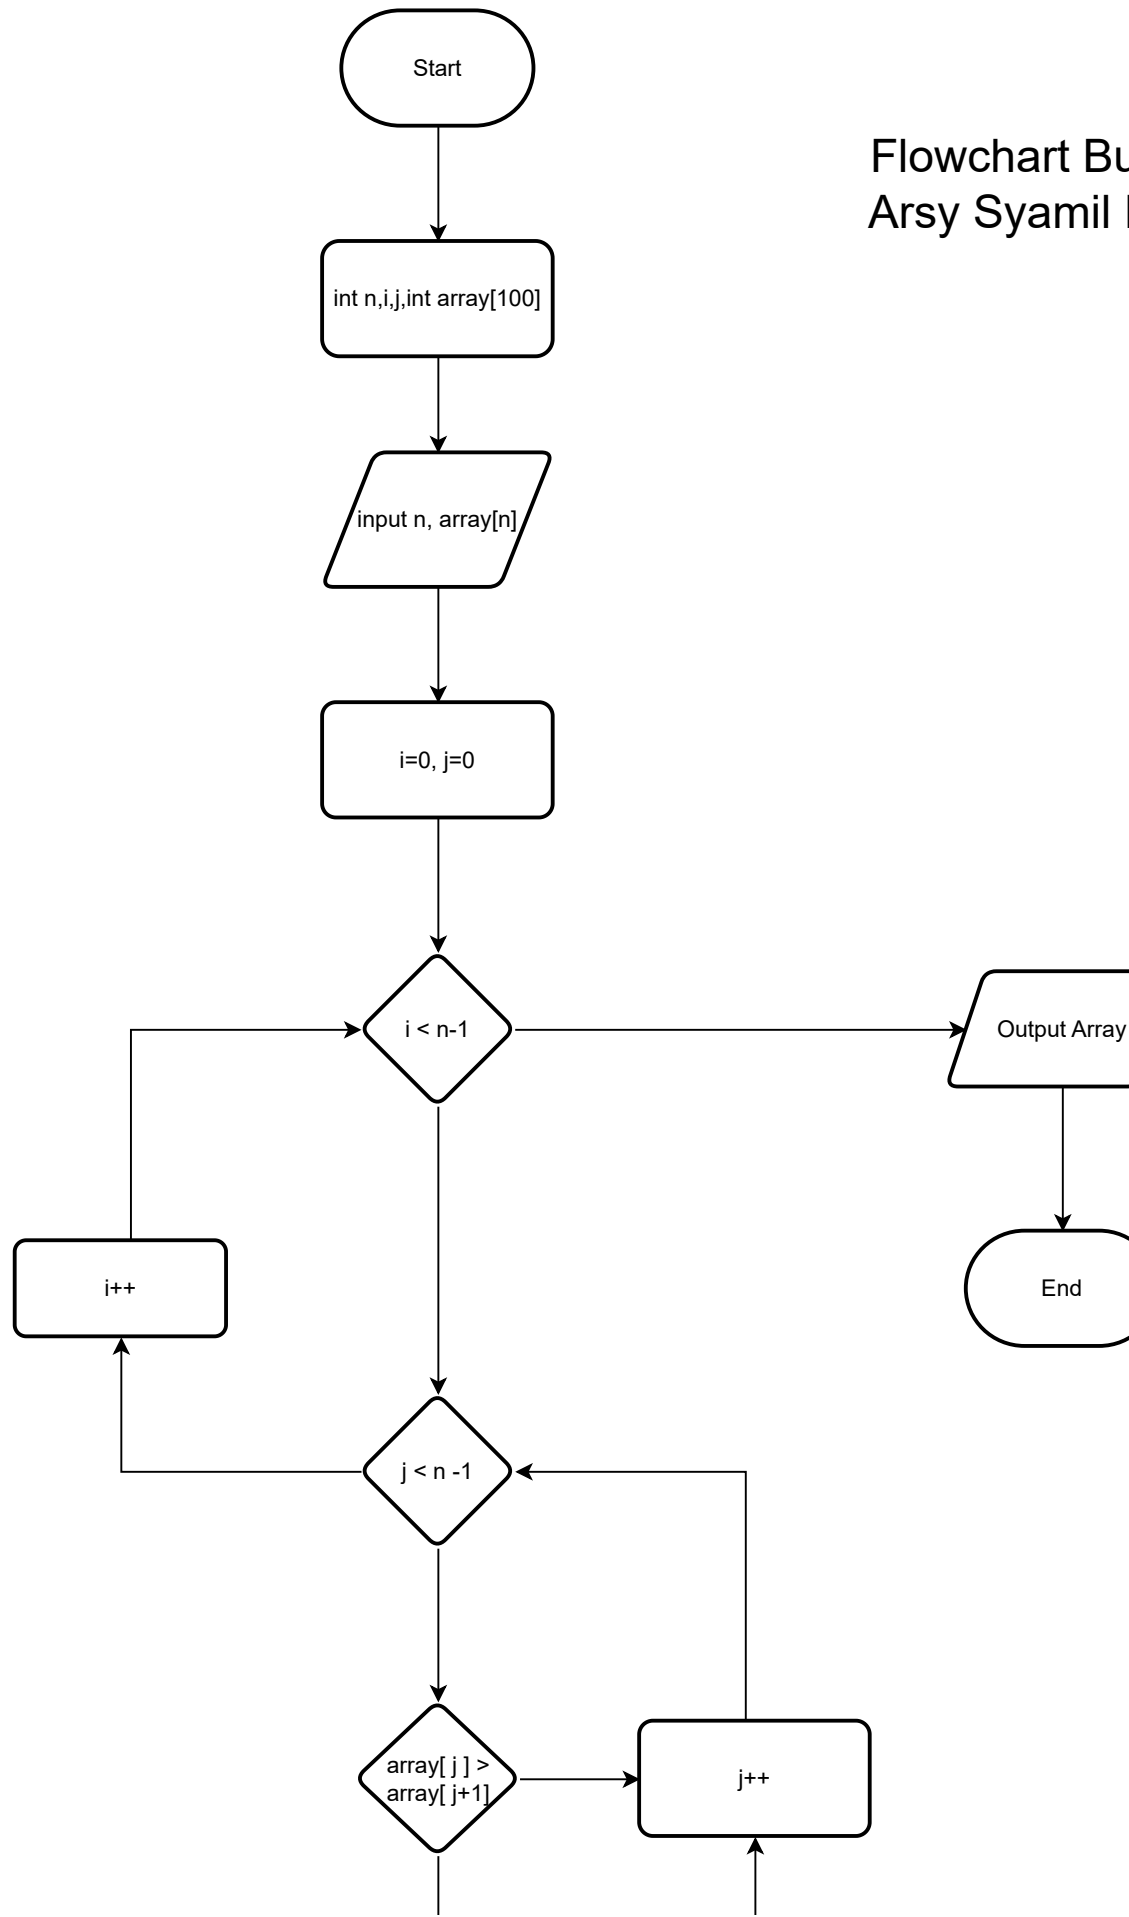 Start
Flowchart
Arsy Syamil
int n,i,j,int array[100]
input n, array[n]
i=0, j=0
i < n-1
Output Array
i++
End
j < n -1
array[ j ] >
array[ j+1]
j++